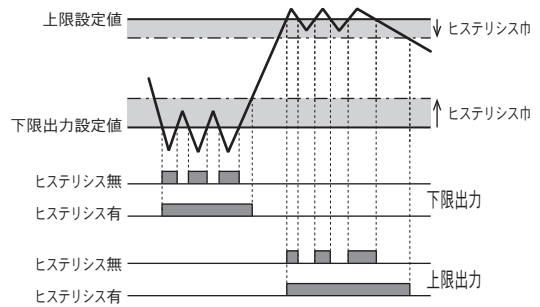 上限設定値
ヒステリシス巾
ヒステリシス巾
下限出力設定値
ヒステリシス無
下限出力
ヒステリシス有
ヒステリシス無
上限出力
ヒステリシス有